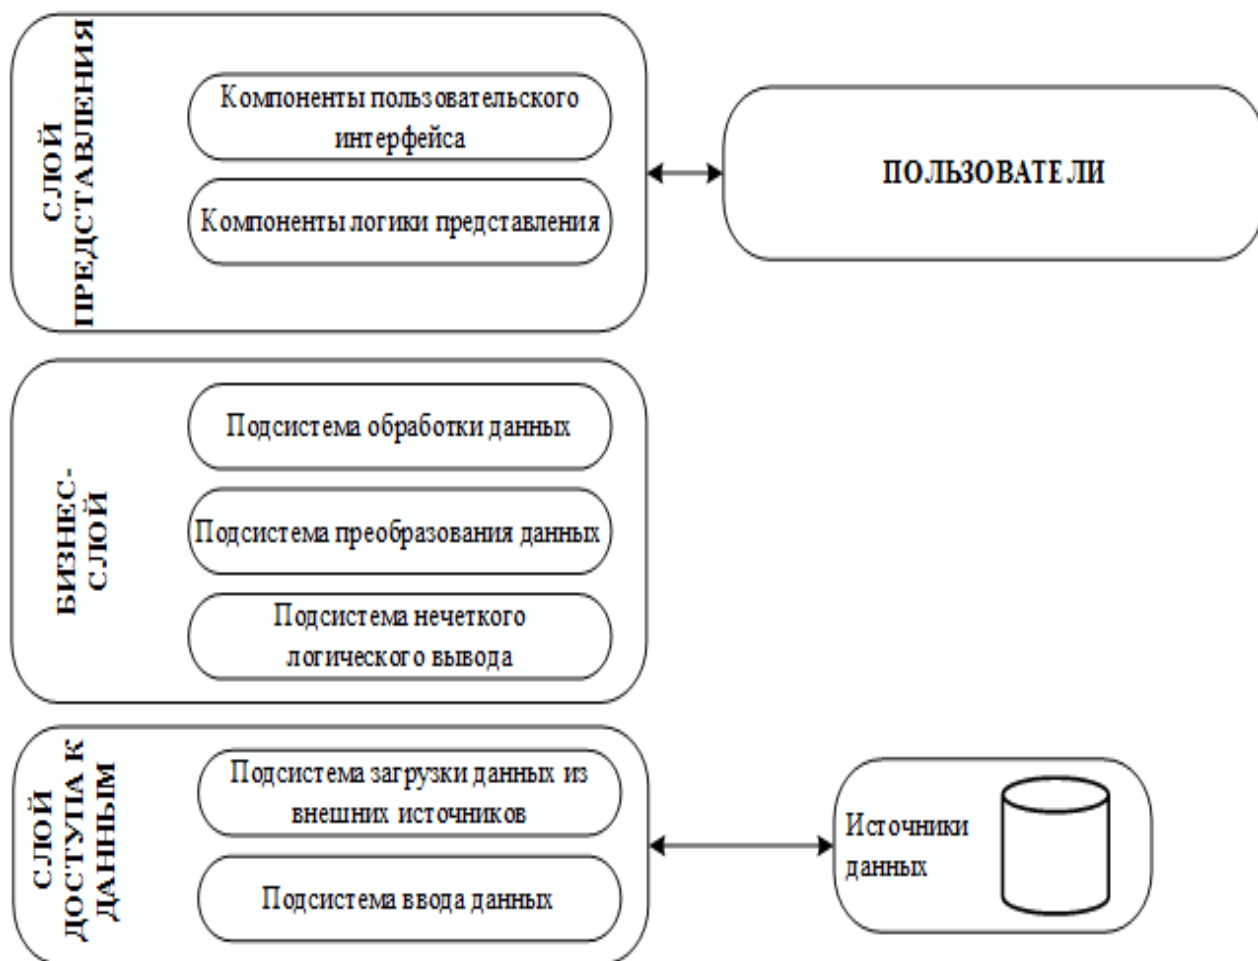 СЛОЙ
ПРЕДСТАВЛЕНИЯ
Компоненты пользовательского
интерфейса
Компоненты логики представления
ПОЛЬЗОВАТЕЛИ
БИЗНЕС-
СЛОЙ
Подсистема обработки данных
Подсистема преобразования данных
Подсистема нечеткого
логического вывода
СЛОЙ
ДОСТУПА К
ДАННЫМ
Подсистема загрузки данных из
внешних источников
Подсистема ввода данных
Источники
данных